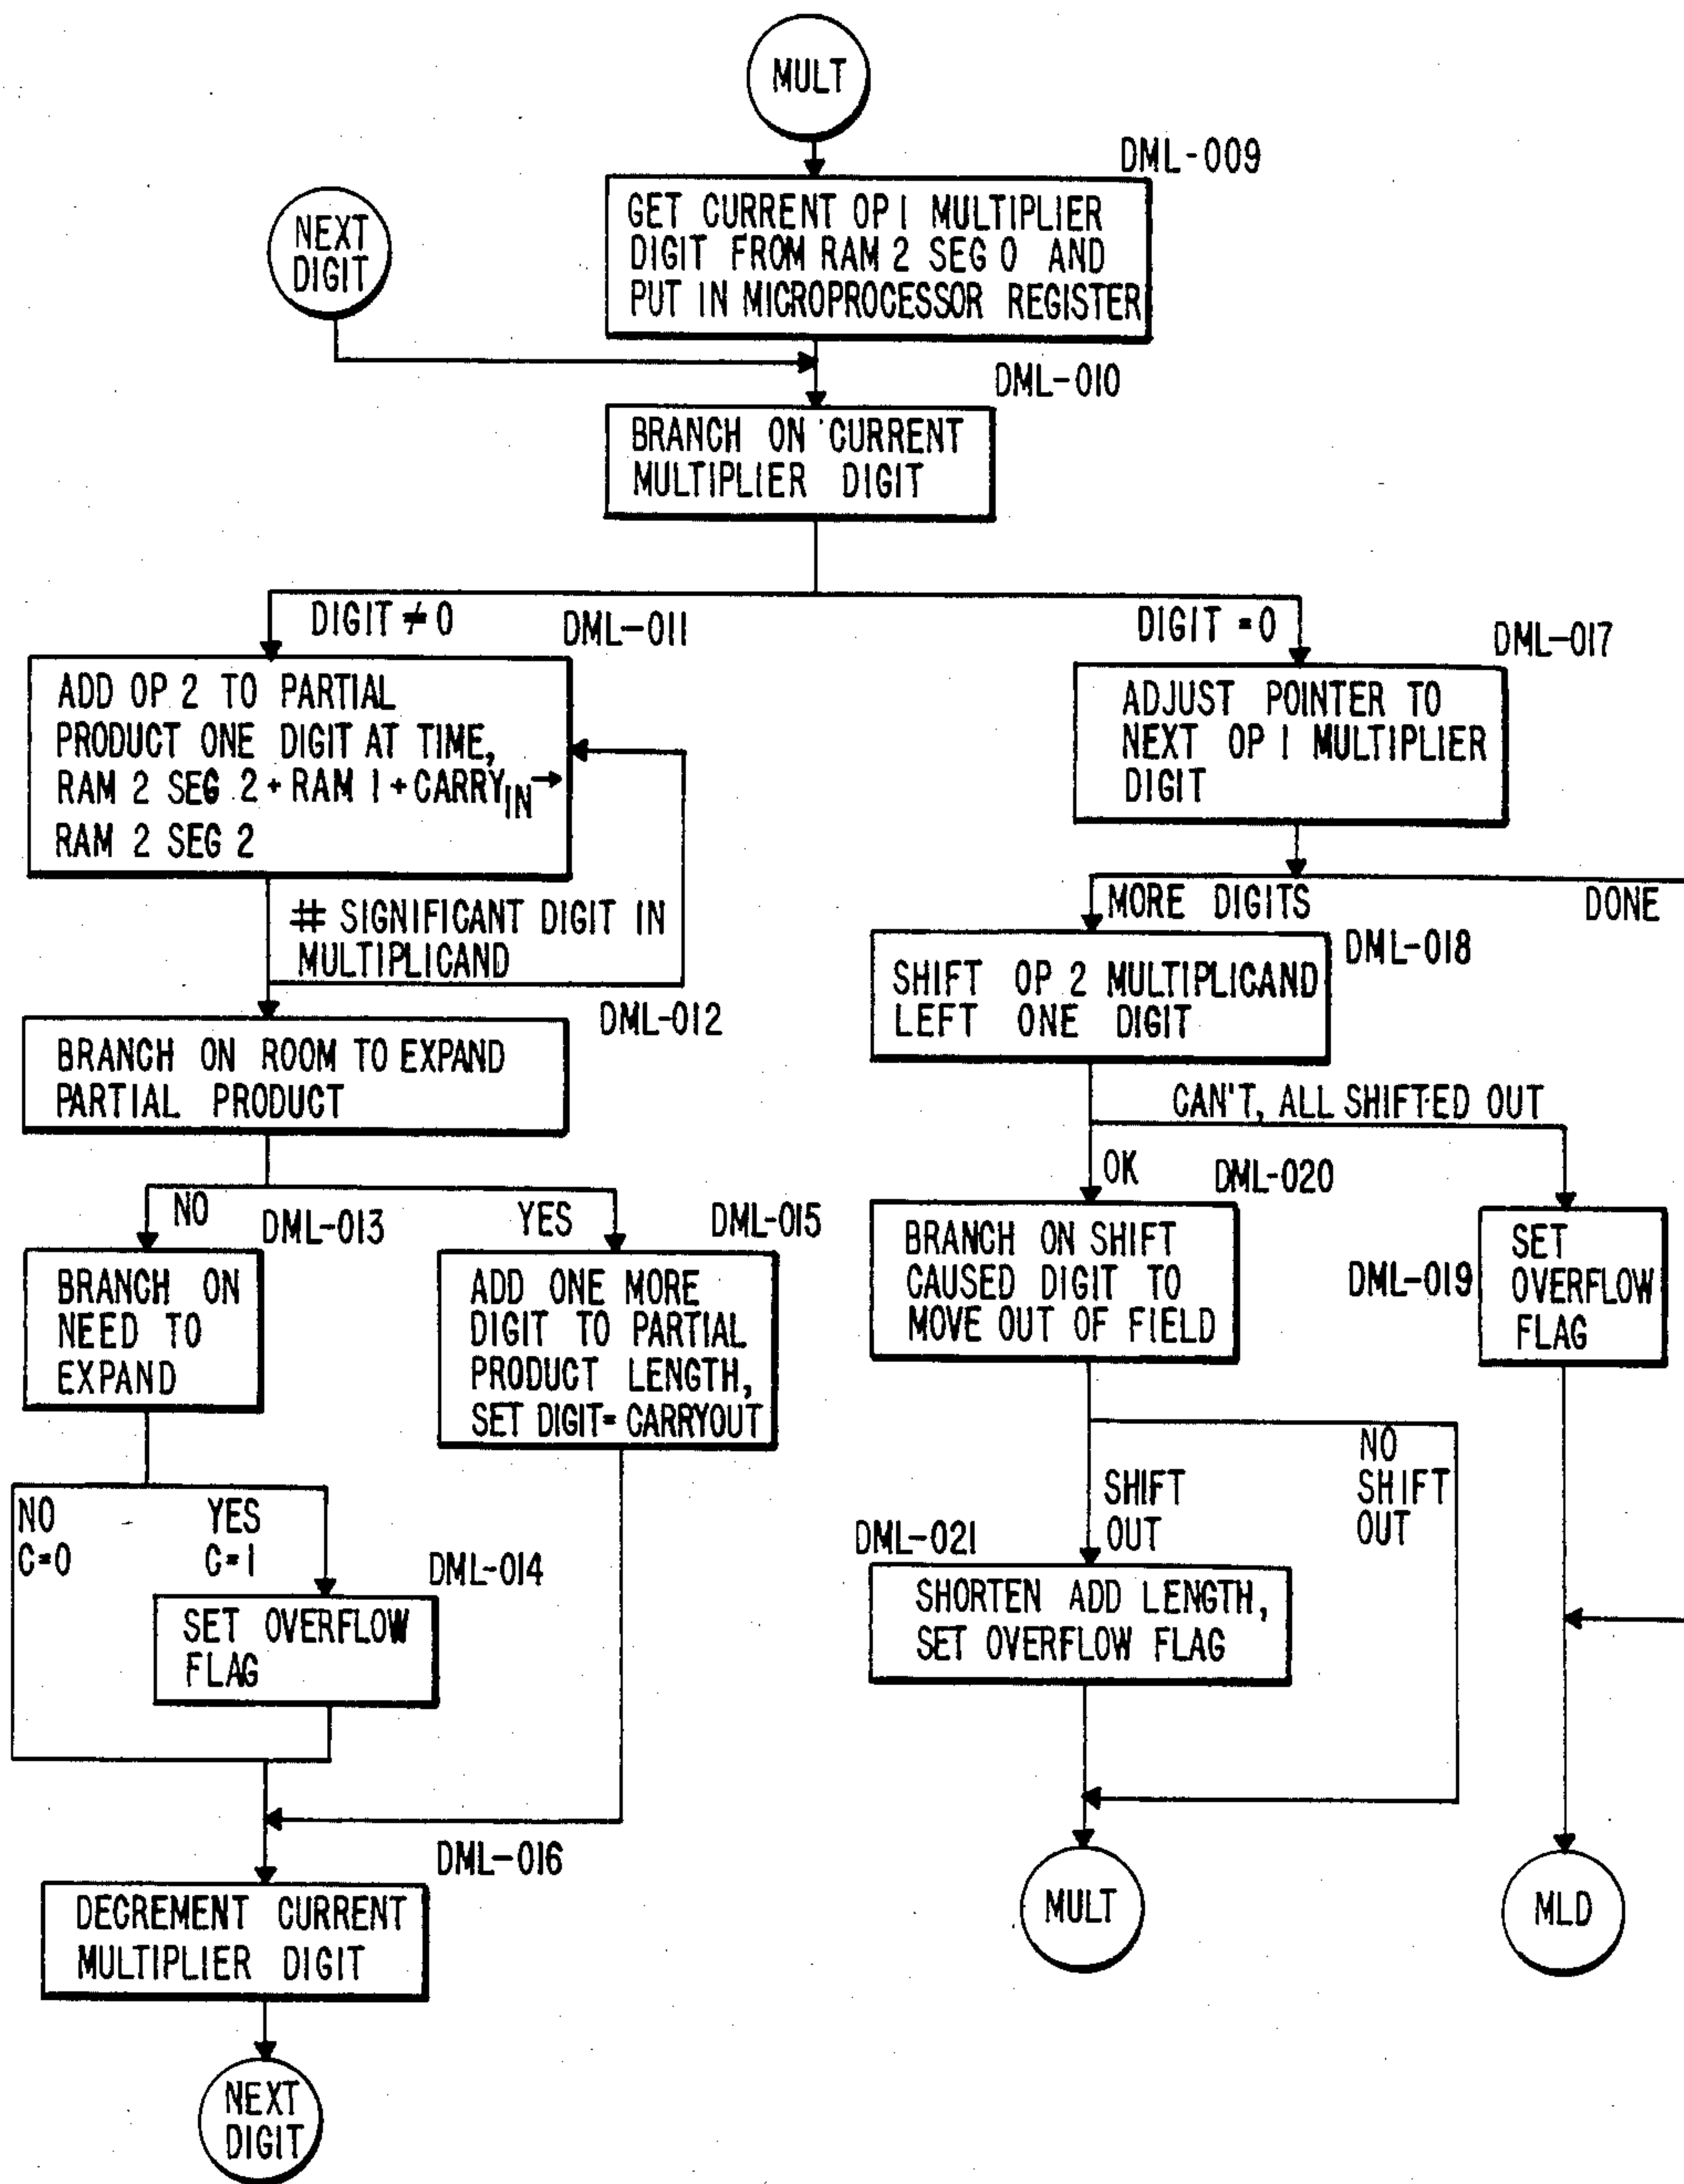 MULT
DML-009
GET CURRENT OP 1 MULTIPLIER
DIGIT FROM RAM 2 SEG 0 AND
PUT IN MICROPROCESSOR REGISTER
NEXT
DIGIT
DML-010
BRANCH ON CURRENT
MULTIPLIER DIGIT
DIGIT ≠ 0
DML-011
ADD OP 2 TO PARTIAL
PRODUCT ONE DIGIT AT TIME,
RAM 2 SEG 2 + RAM 1 + CARRY IN →
RAM 2 SEG 2
# SIGNIFICANT DIGIT IN
MULTIPLICAND
DML-012
BRANCH ON ROOM TO EXPAND
PARTIAL PRODUCT
NO
DML-013
BRANCH ON
NEED TO
EXPAND
YES
DML-015
ADD ONE MORE
DIGIT TO PARTIAL
PRODUCT LENGTH,
SET DIGIT = CARRYOUT
NO
C=0
YES
C=1
DML-014
SET OVERFLOW
FLAG
DML-016
DECREMENT CURRENT
MULTIPLIER DIGIT
NEXT
DIGIT
DIGIT = 0
DML-017
ADJUST POINTER TO
NEXT OP 1 MULTIPLIER
DIGIT
MORE DIGITS
DONE
DML-018
SHIFT OP 2 MULTIPLICAND
LEFT ONE DIGIT
CAN'T, ALL SHIFTED OUT
OK
DML-020
BRANCH ON SHIFT
CAUSED DIGIT TO
MOVE OUT OF FIELD
DML-019
SET
OVERFLOW
FLAG
SHIFT
OUT
NO
SHIFT
OUT
DML-021
SHORTEN ADD LENGTH,
SET OVERFLOW FLAG
MULT
MLD